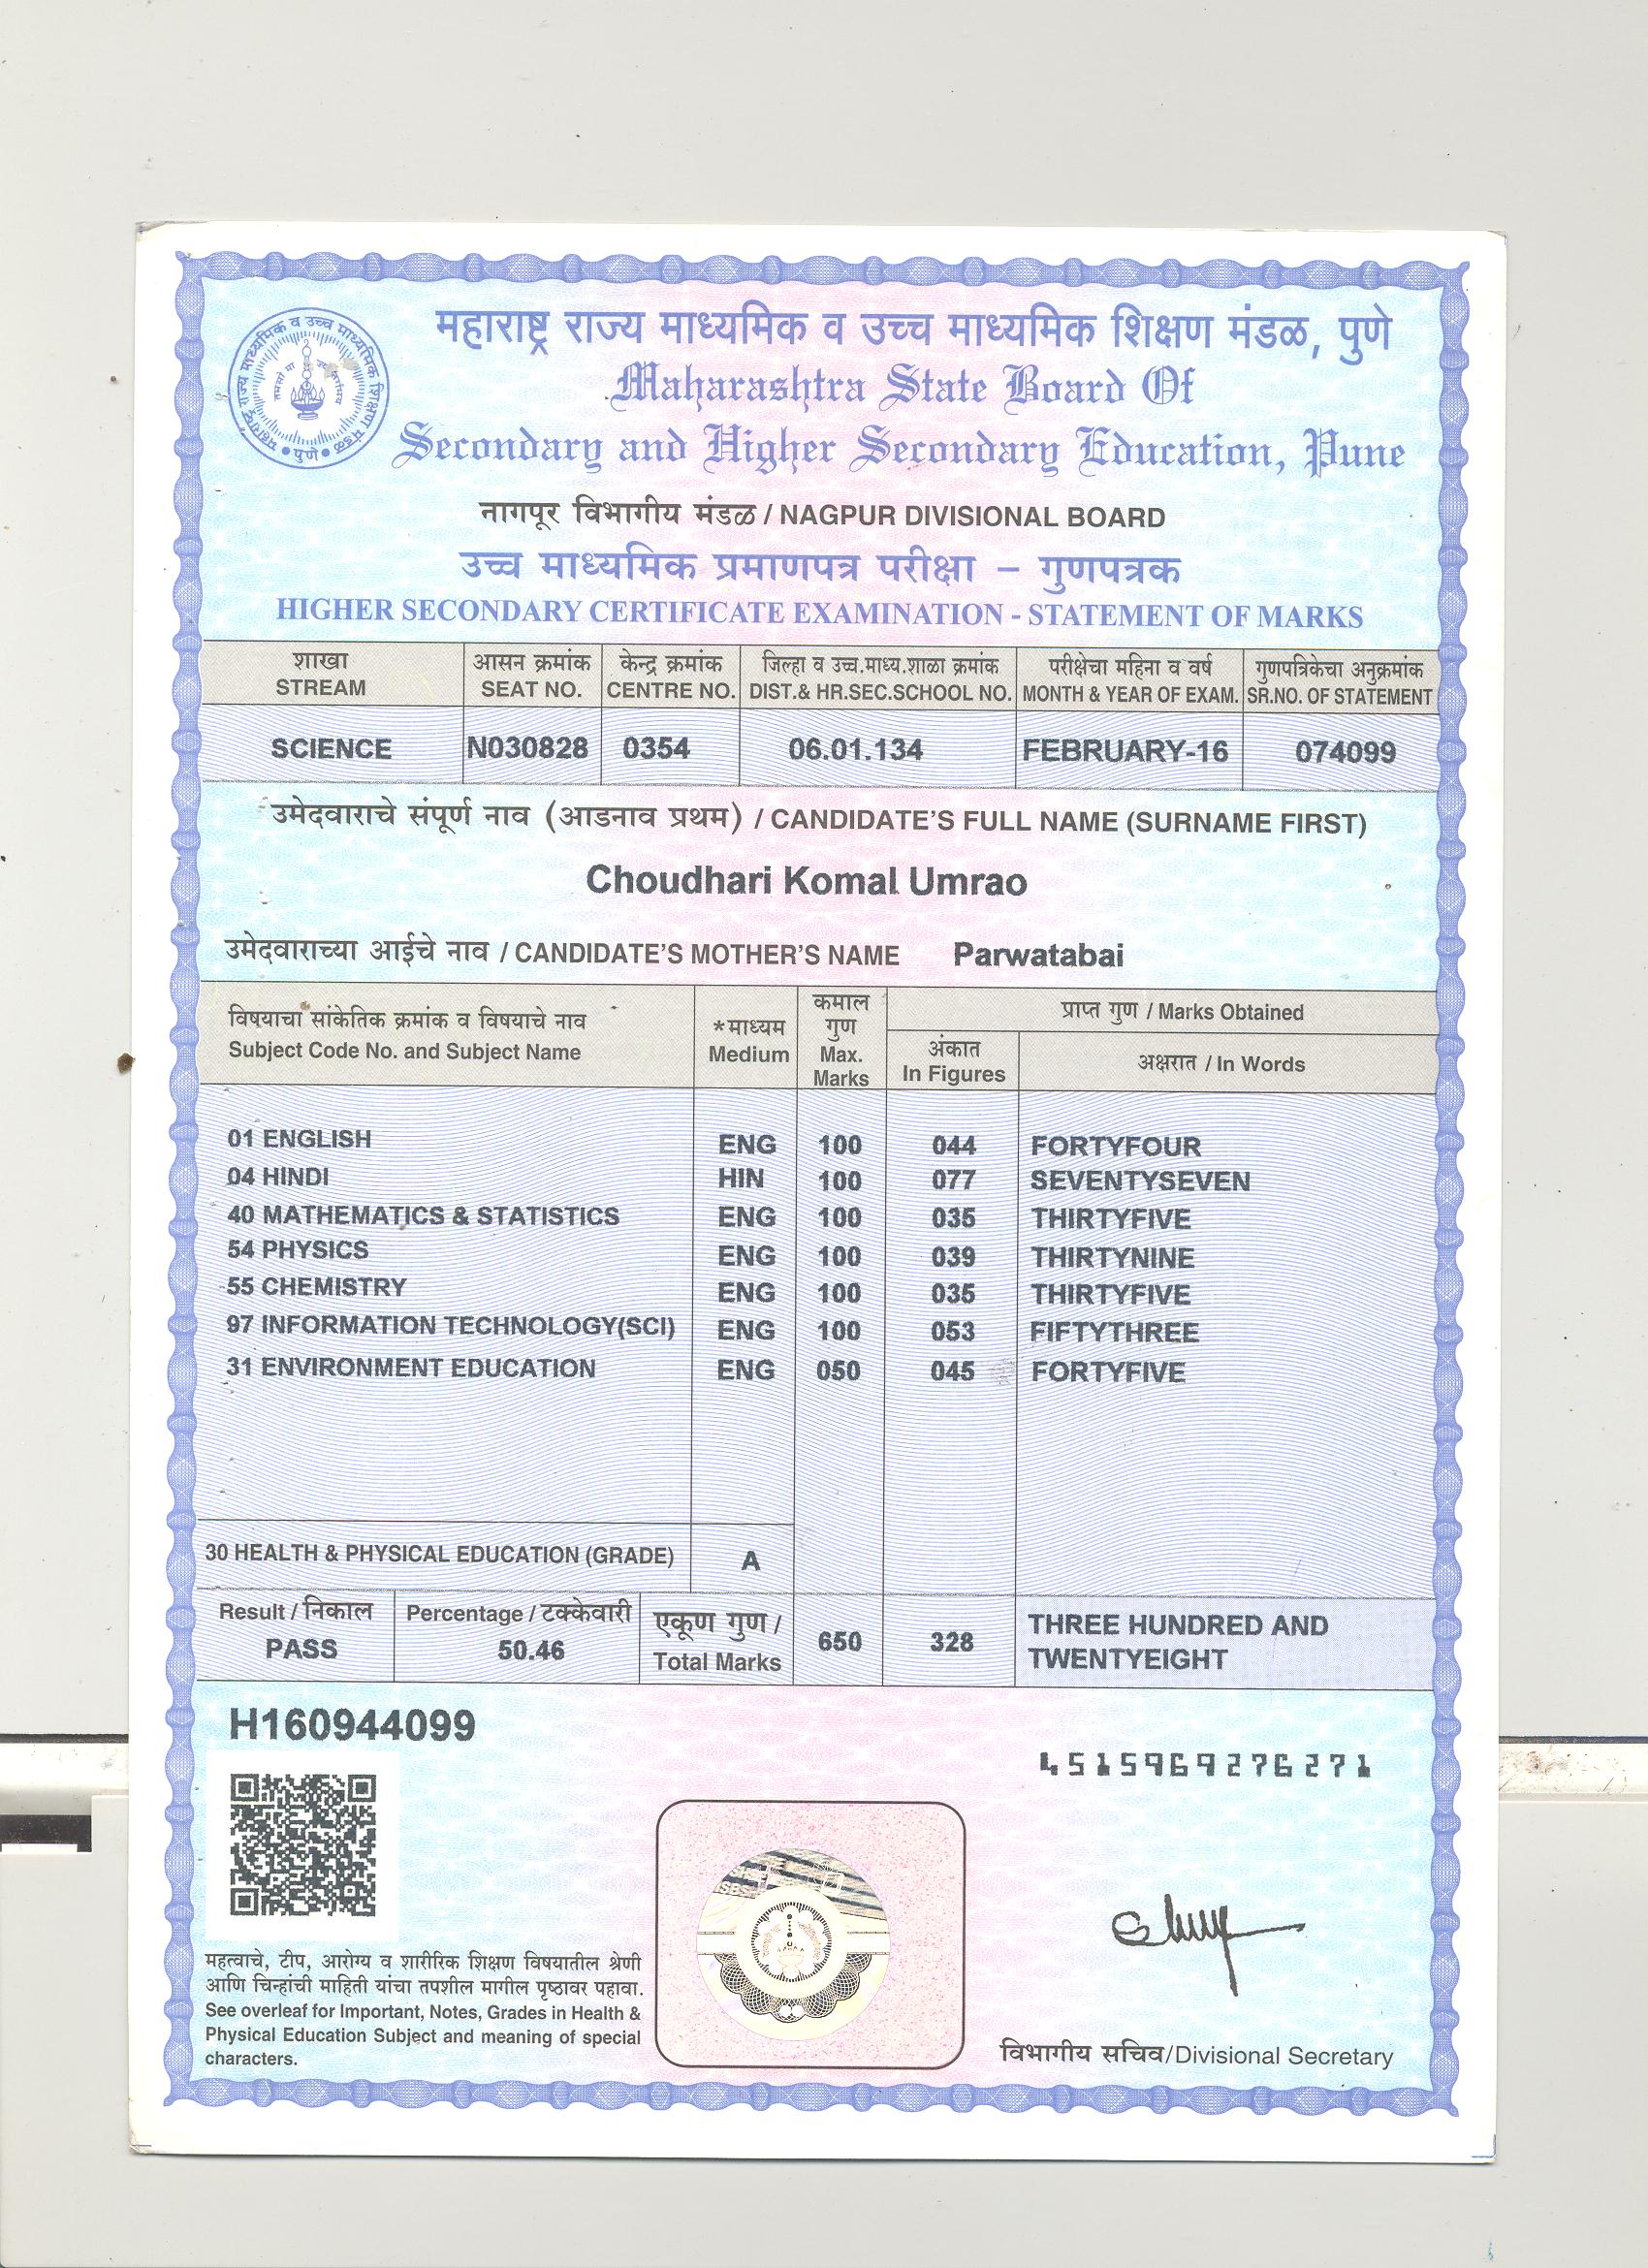 महाराष्ट्र राज्य माध्यमिक व उच्च माध्यमिक शिक्षण मंडळ, पुणे
Maharashtra State Board Of
Secondary and Higher Secondary Education, Pune
नागपूर विभागीय मंडळ / NAGPUR DIVISIONAL BOARD
उच्च माध्यमिक प्रमाणपत्र परीक्षा – गुणपत्रक
HIGHER SECONDARY CERTIFICATE EXAMINATION - STATEMENT OF MARKS
शाखा आसन क्रमांक केन्द्र क्रमांक जिल्हा व उच्च.माध्य.शाळा क्रमांक परीक्षेचा महिना व वर्ष गुणपत्रिकेचा अनुक्रमांक
STREAM SEAT NO. CENTRE NO. DIST.& HR.SEC.SCHOOL NO. MONTH & YEAR OF EXAM. SR.NO. OF STATEMENT
SCIENCE N030828 0354 06.01.134 FEBRUARY-16 074099
उमेदवाराचे संपूर्ण नाव (आडनाव प्रथम) / CANDIDATE'S FULL NAME (SURNAME FIRST)
Choudhari Komal Umrao
उमेदवाराच्या आईचे नाव / CANDIDATE'S MOTHER'S NAME Parwatabai
विषयाचा सांकेतिक क्रमांक व विषयाचे नाव
Subject Code No. and Subject Name
*माध्यम
Medium
कमाल
गुण
Max.
Marks
प्राप्त गुण / Marks Obtained
अंकात
In Figures
अक्षरात / In Words
01 ENGLISH ENG 100 044 FORTYFOUR
04 HINDI HIN 100 077 SEVENTYSEVEN
40 MATHEMATICS & STATISTICS ENG 100 035 THIRTYFIVE
54 PHYSICS ENG 100 039 THIRTYNINE
55 CHEMISTRY ENG 100 035 THIRTYFIVE
97 INFORMATION TECHNOLOGY(SCI) ENG 100 053 FIFTYTHREE
31 ENVIRONMENT EDUCATION ENG 050 045 FORTYFIVE
30 HEALTH & PHYSICAL EDUCATION (GRADE) A
Result / निकाल
PASS
Percentage / टक्केवारी
50.46
एकूण गुण /
Total Marks
650 328
THREE HUNDRED AND
TWENTYEIGHT
H160944099
4515969276271
महत्वाचे, टीप, आरोग्य व शारीरिक शिक्षण विषयातील श्रेणी
आणि चिन्हांची माहिती यांचा तपशील मागील पृष्ठावर पहावा.
See overleaf for Important, Notes, Grades in Health &
Physical Education Subject and meaning of special
characters.
विभागीय सचिव/Divisional Secretary